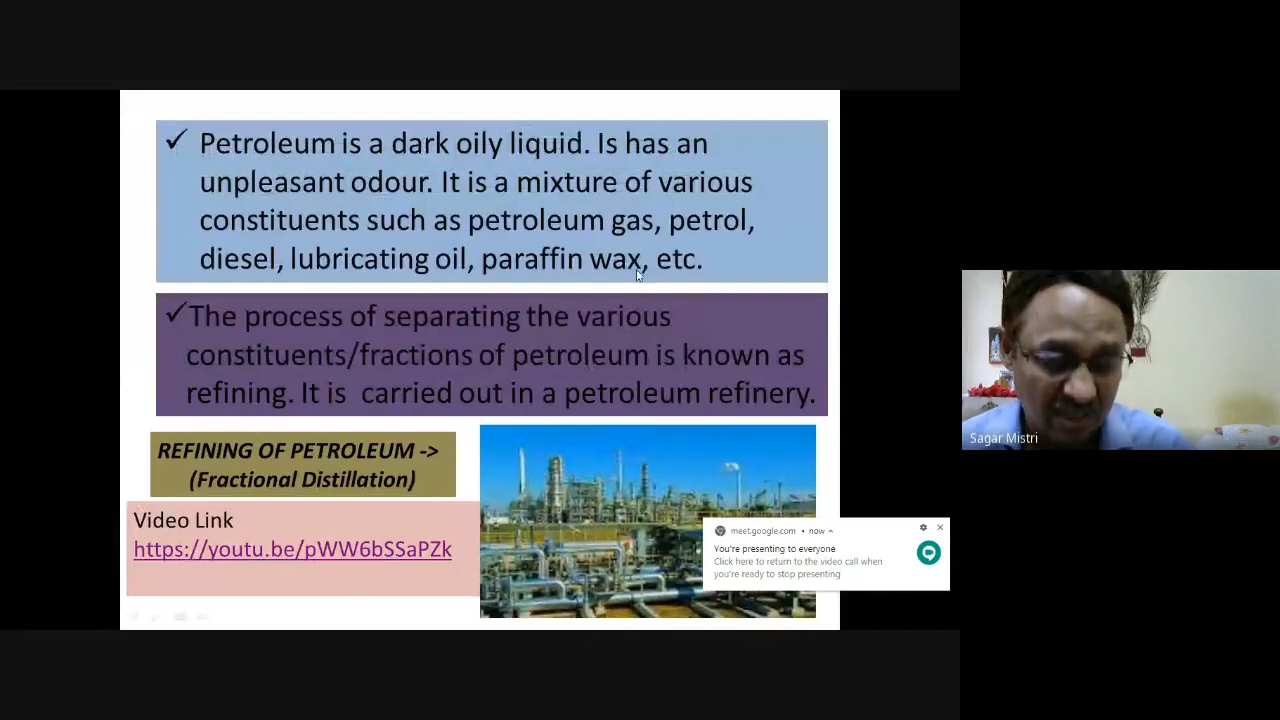 ✓ Petroleum is a dark oily liquid. Is has an
unpleasant odour. It is a mixture of various
constituents such as petroleum gas, petrol,
diesel, lubricating oil, paraffin wax, etc.
✓The process of separating the various
constituents/fractions of petroleum is known as
refining. It is carried out in a petroleum refinery.
REFINING OF PETROLEUM ->
(Fractional Distillation)
Video Link
https://youtu.be/pWW6bSSaPZk
meet.google.com • now
You're presenting to everyone
Click here to return to the video call when
you're ready to stop presenting
Sagar Mistri